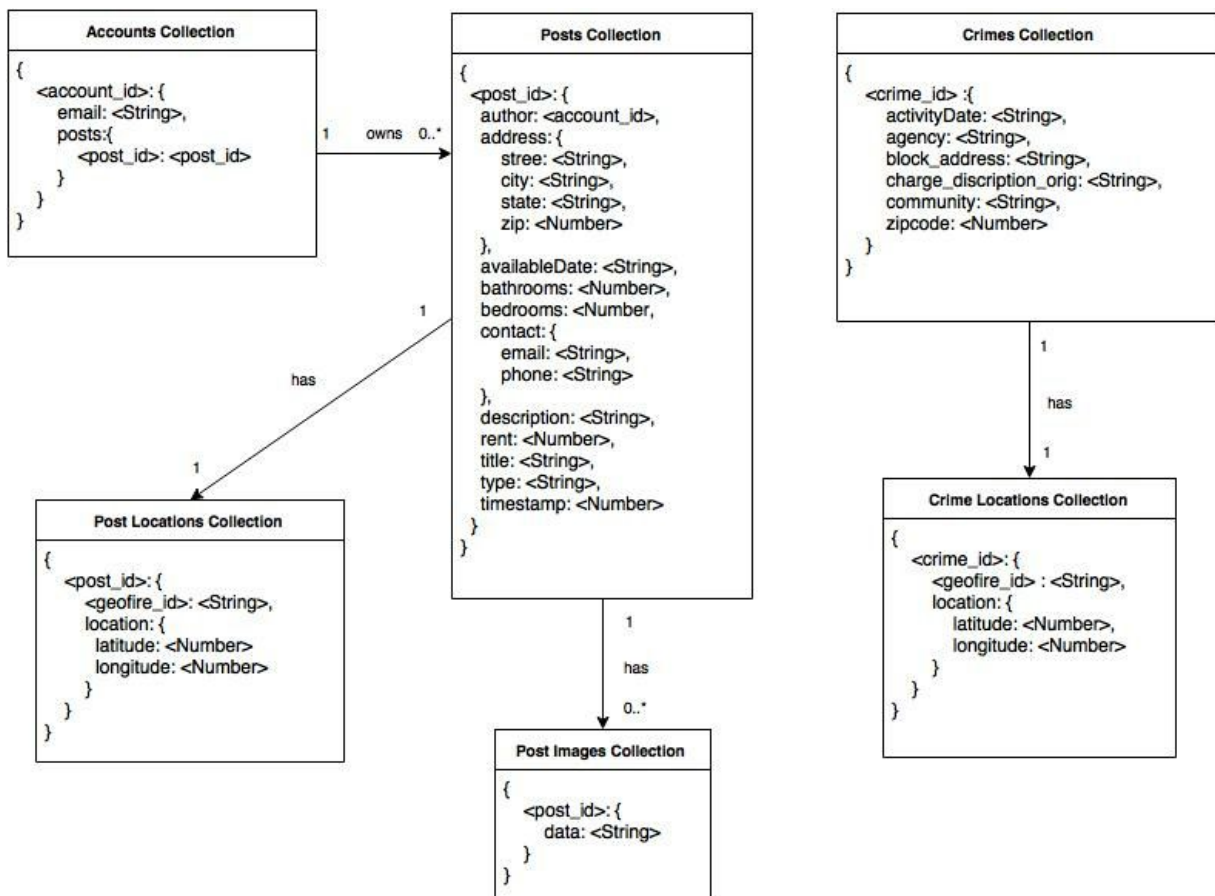 Accounts Collection
{
<account_id>: {
email: <String>,
posts:{
<post_id>: <post_id>
}
}
}
1 owns 0..*
Posts Collection
{
<post_id>: {
author: <account_id>,
address: {
stree: <String>,
city: <String>,
state: <String>,
zip: <Number>
},
availableDate: <String>,
bathrooms: <Number>,
bedrooms: <Number,
contact: {
email: <String>,
phone: <String>
},
description: <String>,
rent: <Number>,
title: <String>,
type: <String>,
timestamp: <Number>
}
}
Crimes Collection
{
<crime_id> :{
activityDate: <String>,
agency: <String>,
block_address: <String>,
charge_discription_orig: <String>,
community: <String>,
zipcode: <Number>
}
}
1
has
1
Post Locations Collection
{
<post_id>: {
<geofire_id>: <String>,
location: {
latitude: <Number>
longitude: <Number>
}
}
}
1
has
0..*
Post Images Collection
{
<post_id>: {
data: <String>
}
}
1
has
1
Crime Locations Collection
{
<crime_id>: {
<geofire_id> : <String>,
location: {
latitude: <Number>,
longitude: <Number>
}
}
}